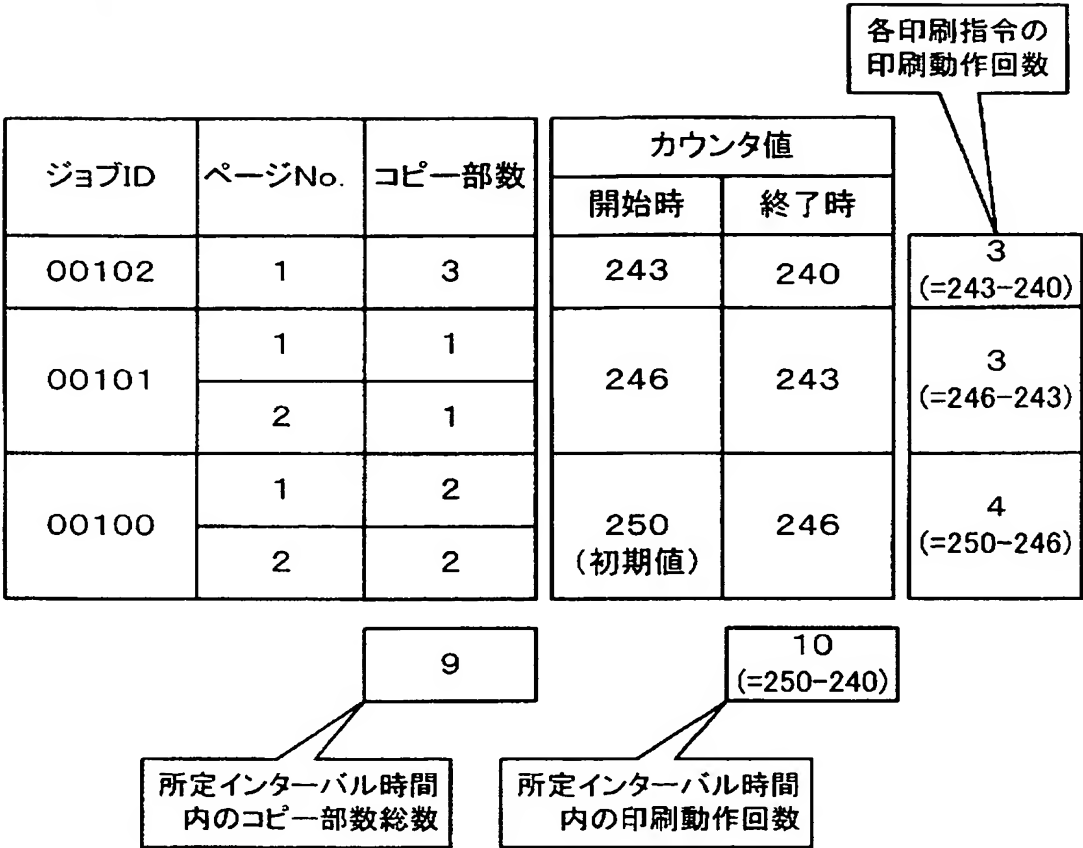 各印刷指令の
印刷動作回数
ジョブID ページNo. コピー部数 カウンタ値
開始時 終了時
00102 1 3 243 240 3
(=243-240)
00101 1 1 246 243 3
(=246-243)
2 1
00100 1 2 250 246 4
(初期値) (=250-246)
2 2
9 10
(=250-240)
所定インターバル時間
内のコピー部数総数
所定インターバル時間
内の印刷動作回数